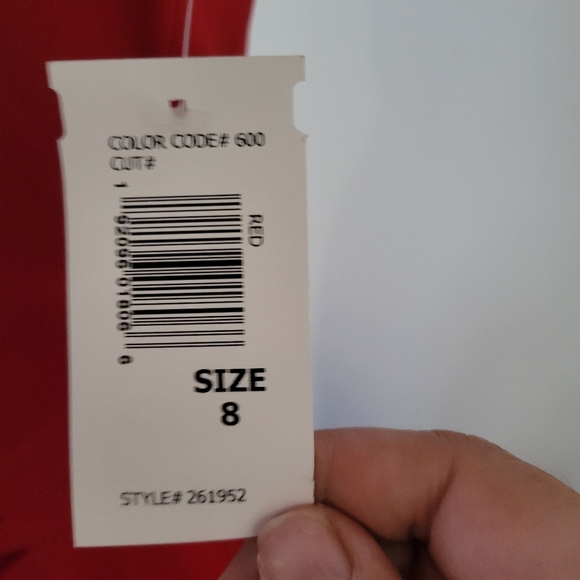 COLOR CODE# 600
CUT#
RED
SIZE
8
STYLE# 261952